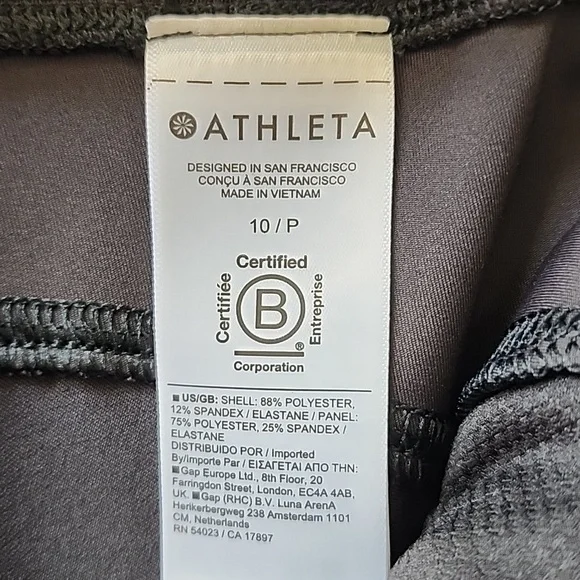 ATHLETA
DESIGNED IN SAN FRANCISCO
CONÇU À SAN FRANCISCO
MADE IN VIETNAM
10 / P
Certified
Certifiée
B
Entreprise
®
Corporation
US/GB: SHELL: 88% POLYESTER,
12% SPANDEX / ELASTANE / PANEL:
75% POLYESTER, 25% SPANDEX /
ELASTANE
DISTRIBUIDO POR / Imported
By/Importe Par / ΕΙΣΑΓΕΤΑΙ ΑΠΟ ΤΗΝ:
Gap Europe Ltd., 8th Floor, 20
Farringdon Street, London, EC4A 4AB,
UK. Gap (RHC) B.V. Luna ArenA
Herikerbergweg 238 Amsterdam 1101
CM, Netherlands
RN 54023 / CA 17897